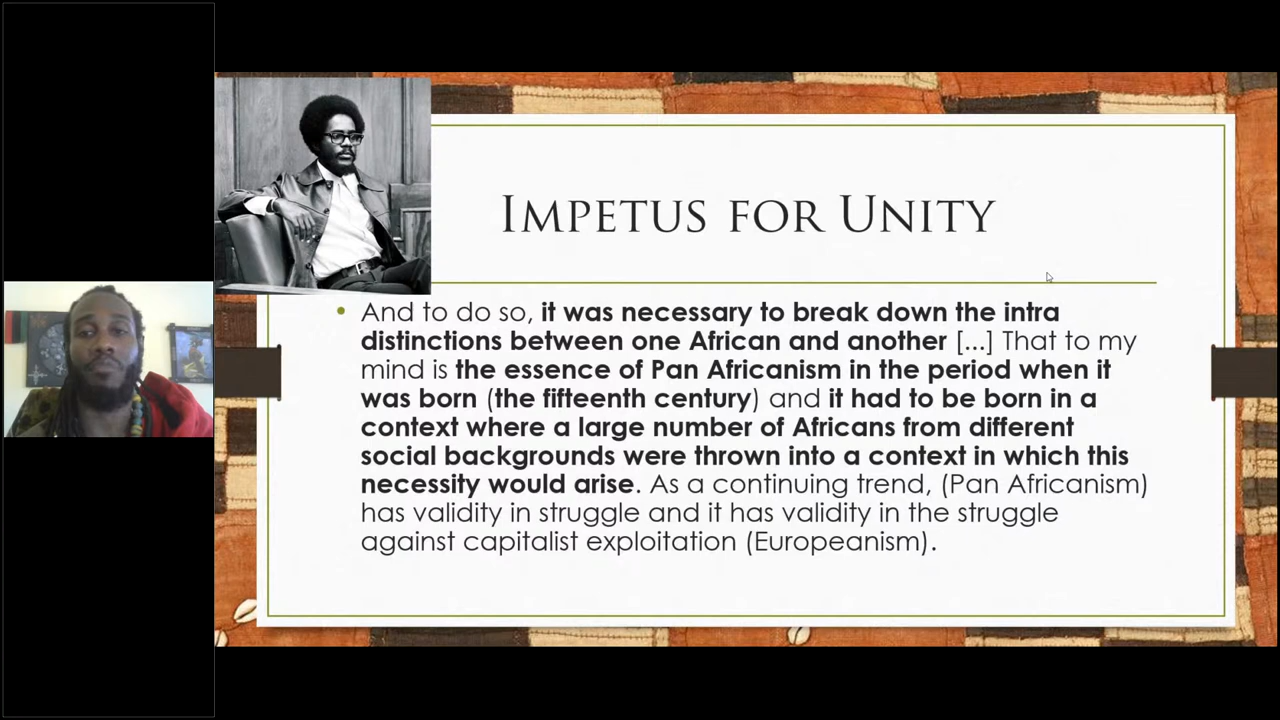 IMPETUS FOR UNITY
• And to do so, it was necessary to break down the intra
distinctions between one African and another [...] That to my
mind is the essence of Pan Africanism in the period when it
was born (the fifteenth century) and it had to be born in a
context where a large number of Africans from different
social backgrounds were thrown into a context in which this
necessity would arise. As a continuing trend, (Pan Africanism)
has validity in struggle and it has validity in the struggle
against capitalist exploitation (Europeanism).